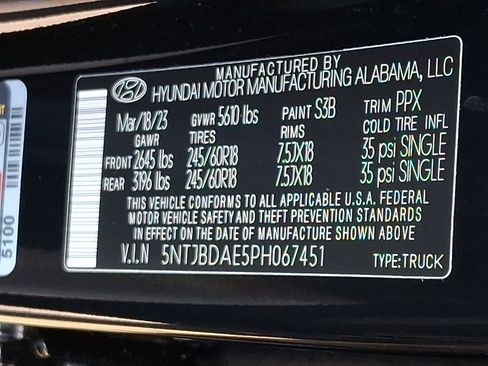 MANUFACTURED BY
HYUNDAI MOTOR MANUFACTURING ALABAMA, LLC
Mar/18/23 GVWR 5610 lbs PAINT S3B TRIM PPX
GAWR TIRES RIMS COLD TIRE INFL
FRONT 2645 lbs 245/60R18 7.5JX18 35 psi SINGLE
REAR 3196 lbs 245/60R18 7.5JX18 35 psi SINGLE
THIS VEHICLE CONFORMS TO ALL APPLICABLE U.S.A. FEDERAL
MOTOR VEHICLE SAFETY AND THEFT PREVENTION STANDARDS
IN EFFECT ON THE DATE OF MANUFACTURE SHOWN ABOVE.
V.I.N 5NTJBDAE5PH067451 TYPE:TRUCK
5100